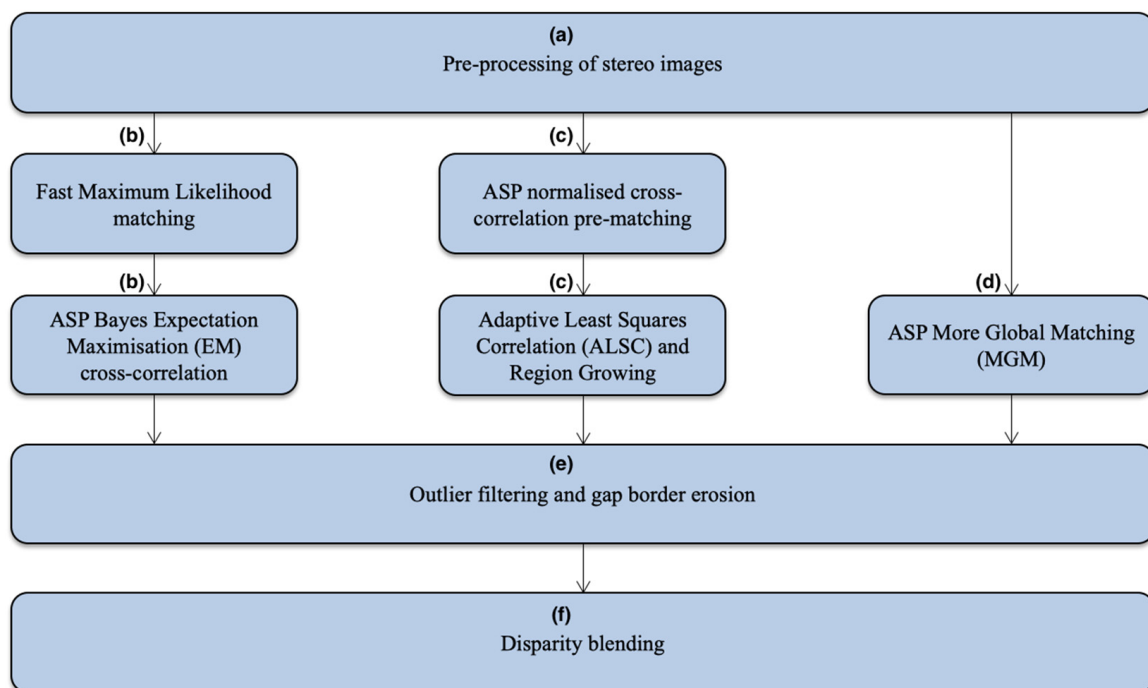 (a)
Pre-processing of stereo images
(b)
(c)
Fast Maximum Likelihood
matching
ASP normalised cross-
correlation pre-matching
(b)
(c)
(d)
ASP Bayes Expectation
Maximisation (EM)
cross-correlation
Adaptive Least Squares
Correlation (ALSC) and
Region Growing
ASP More Global Matching
(MGM)
(e)
Outlier filtering and gap border erosion
(f)
Disparity blending